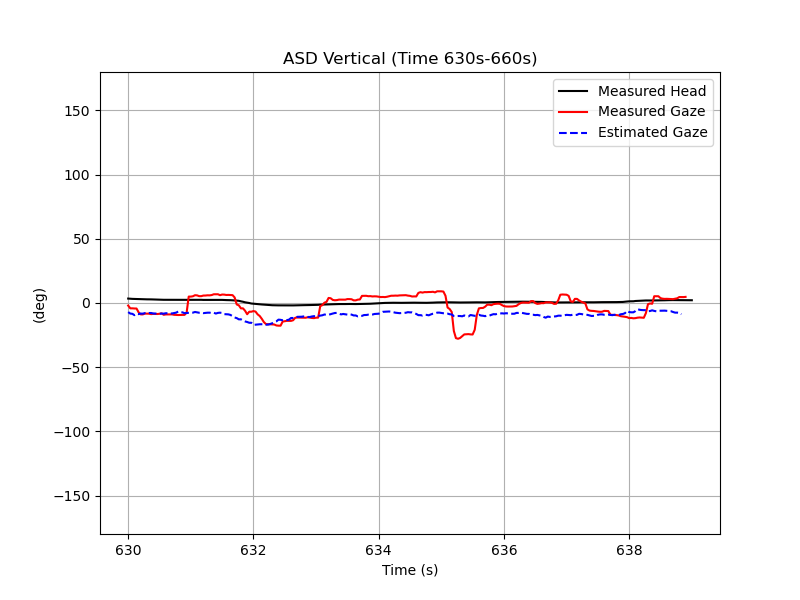 ASD Vertical (Time 630s-660s)
Measured Head
Measured Gaze
Estimated Gaze
150
100
50
0
−50
−100
−150
(deg)
630 632 634 636 638
Time (s)